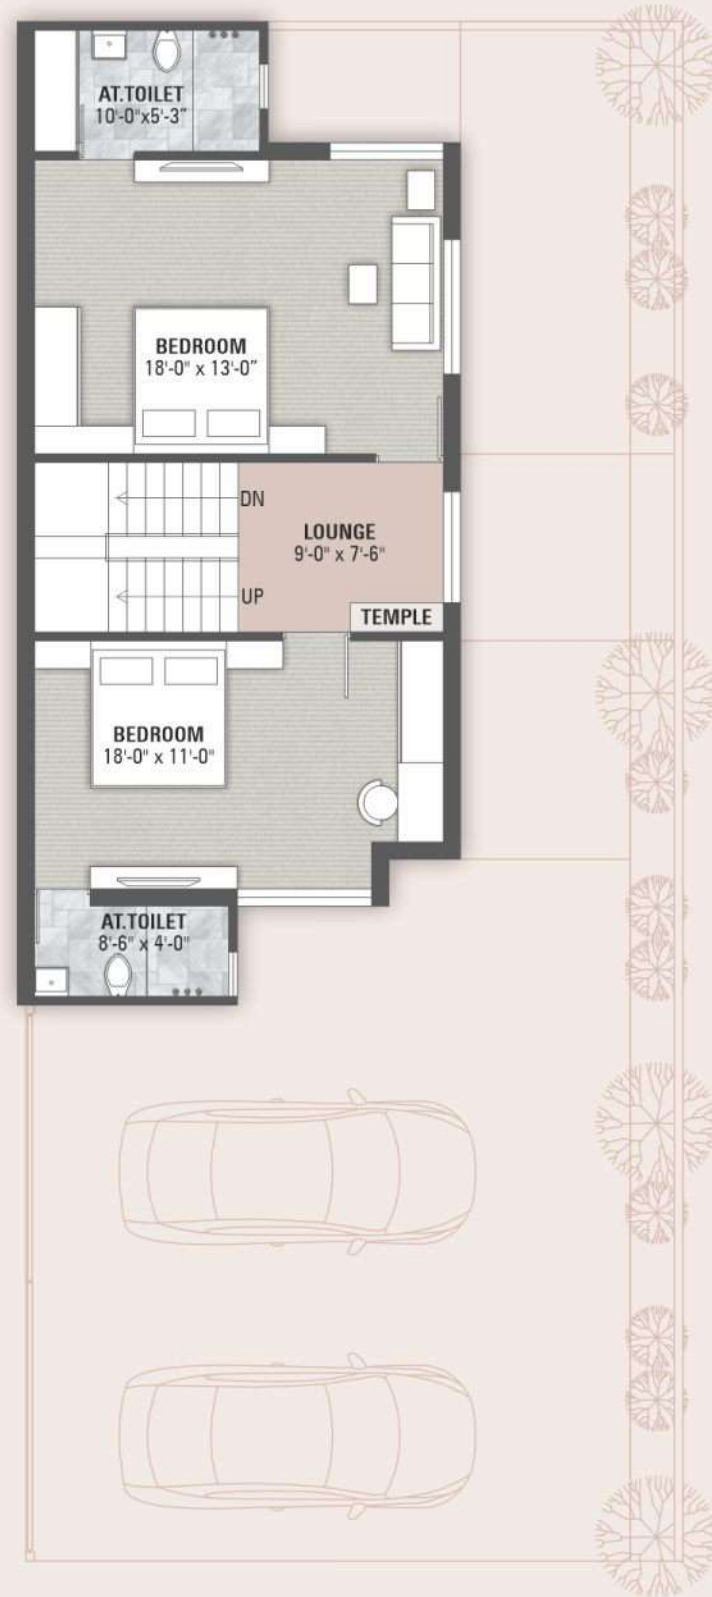 AT.TOILET
10'-0"x5'-3"
BEDROOM
18'-0" x 13'-0"
DN
LOUNGE
9'-0" x 7'-6"
UP
TEMPLE
BEDROOM
18'-0" x 11'-0"
AT.TOILET
8'-6" x 4'-0"